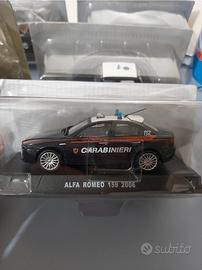 CARABINIERI
ALFA ROMEO 159 2006
subito